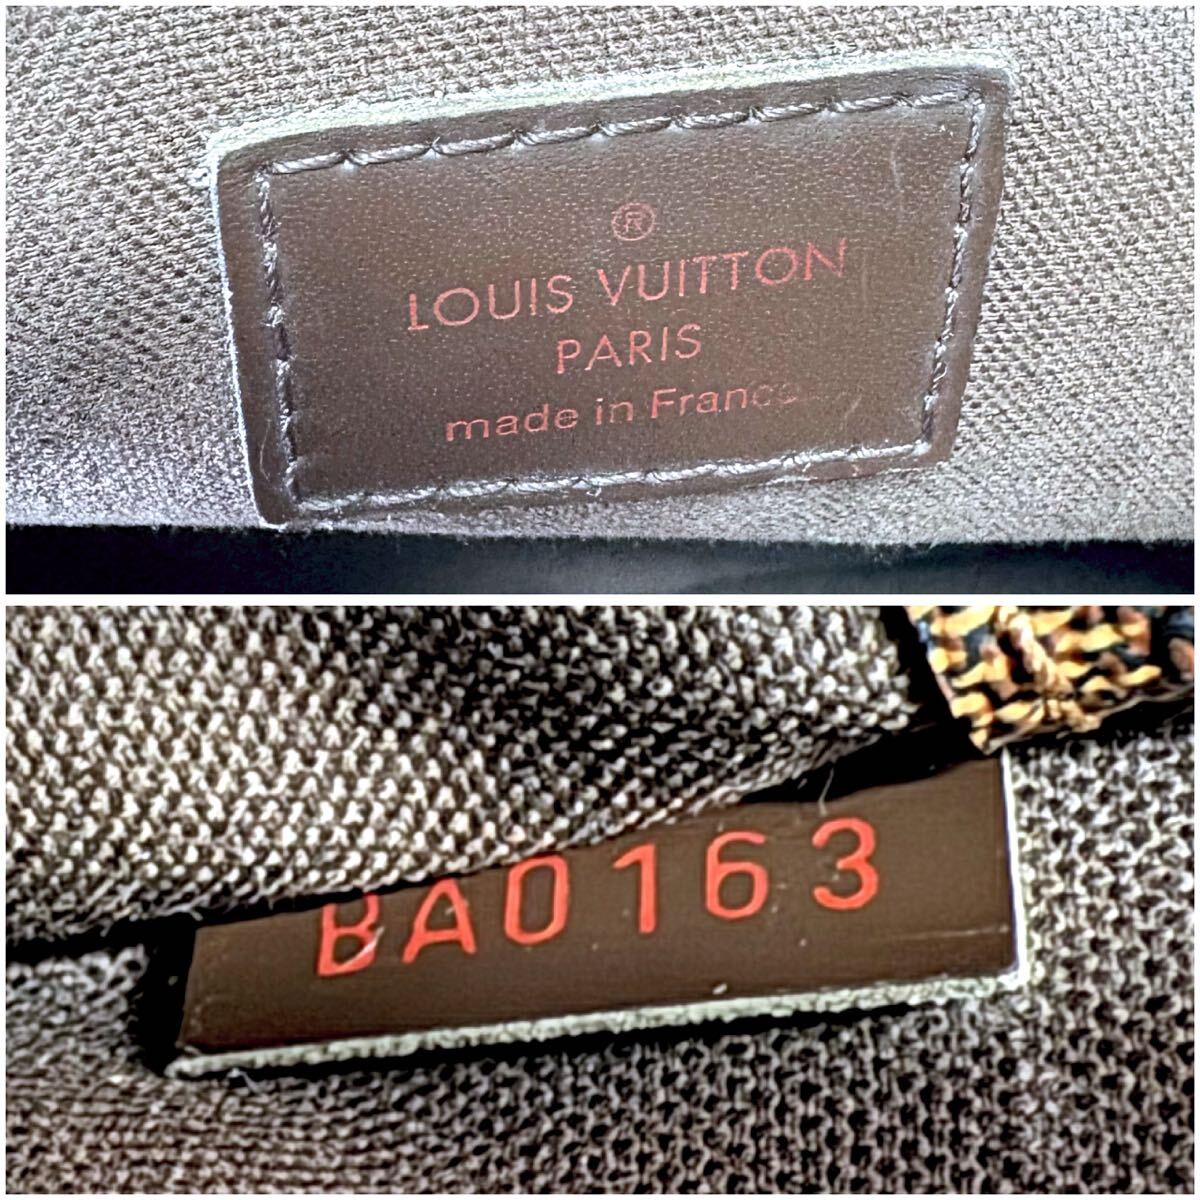 ®
LOUIS VUITTON
PARIS
made in France
BA0163